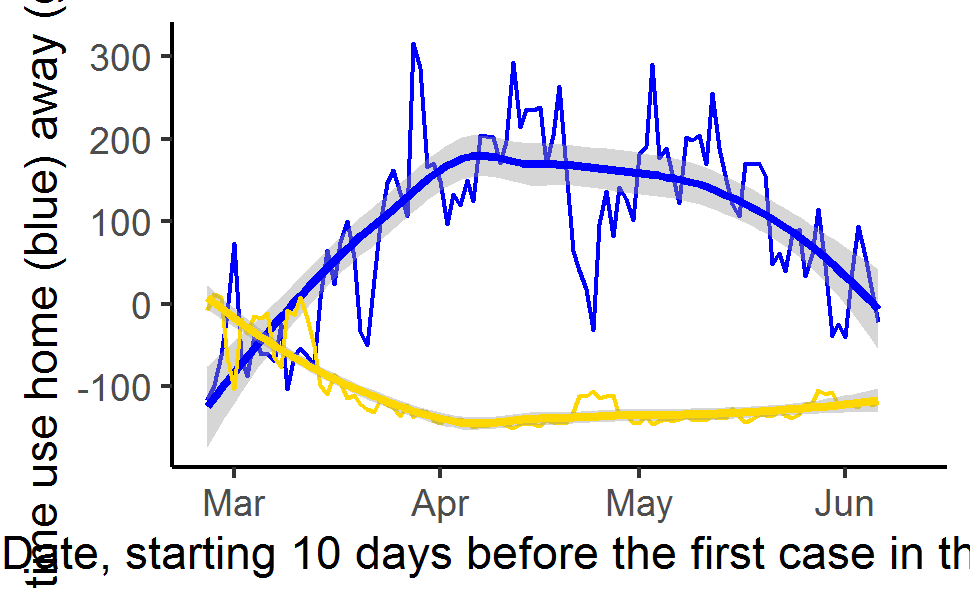 time use home (blue) away (
300
200
100
0
-100
Mar Apr May Jun
Date, starting 10 days before the first case in th